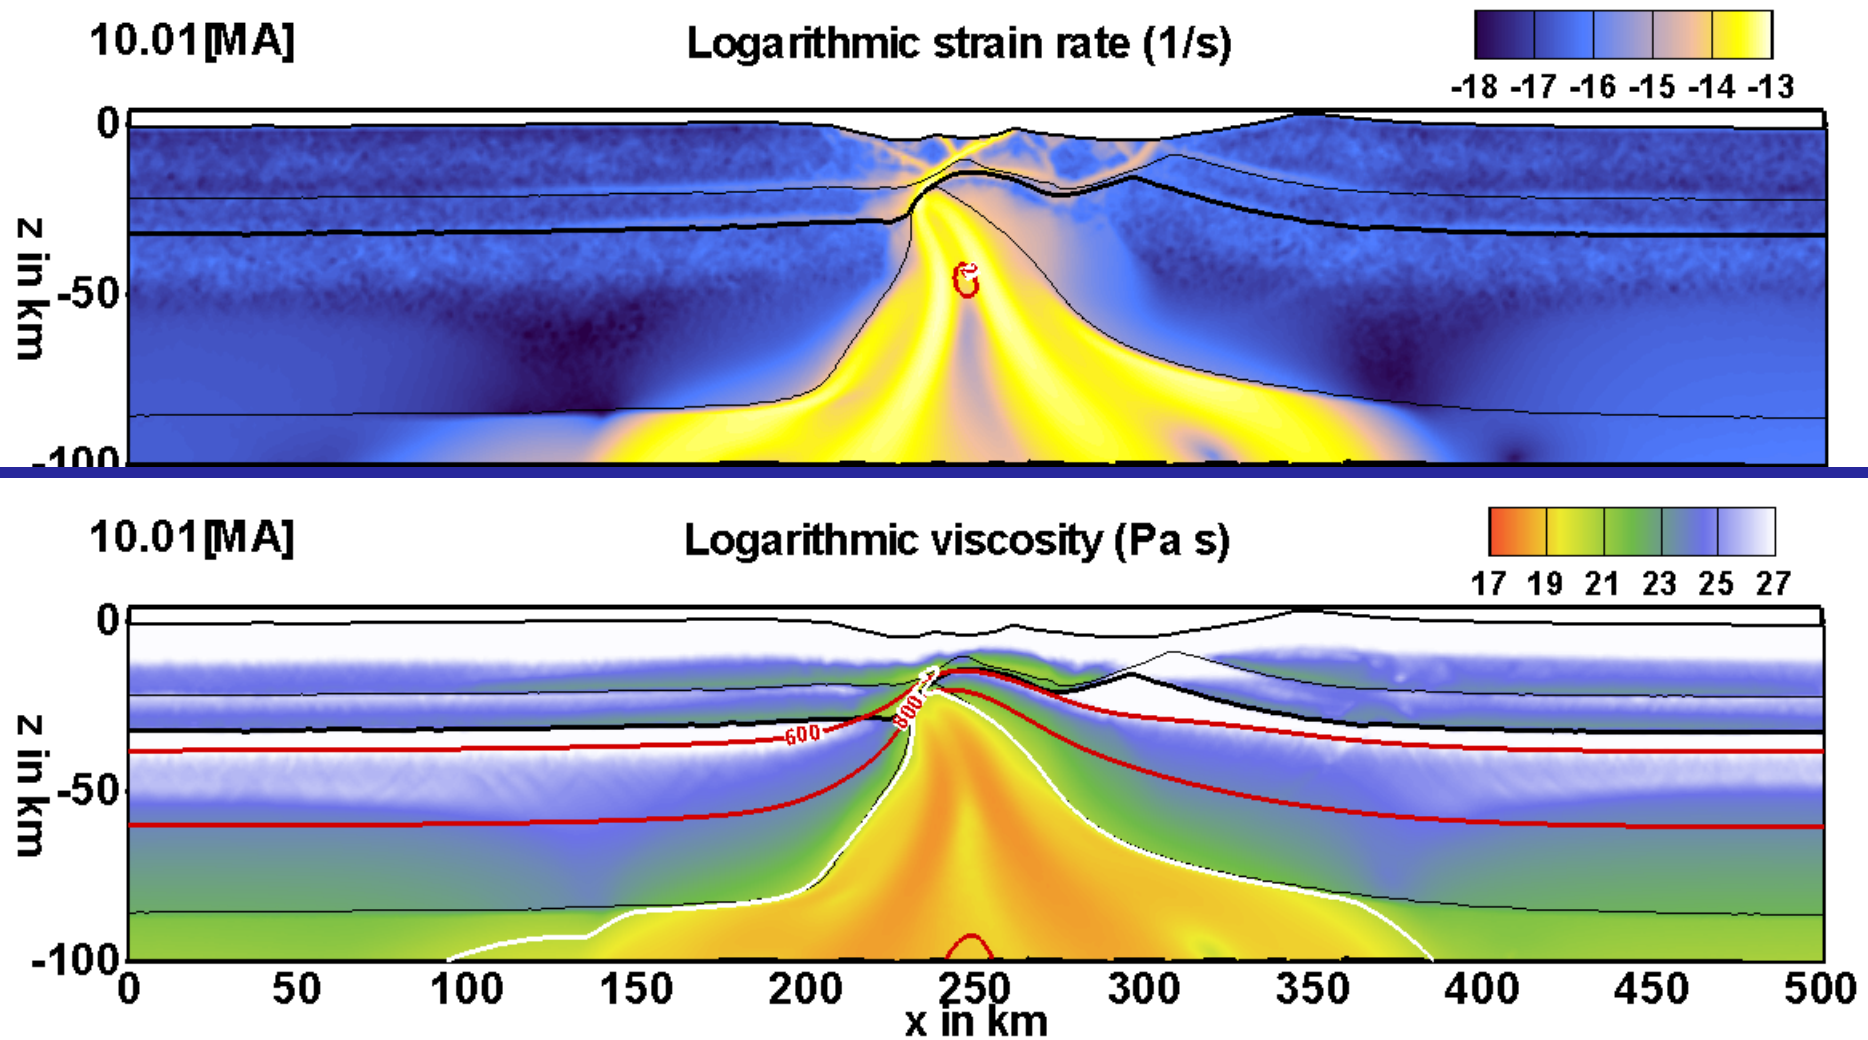 10.01[MA] Logarithmic strain rate (1/s)
-18 -17 -16 -15 -14 -13
0
-50
-100
z in km
10.01[MA] Logarithmic viscosity (Pa s)
17 19 21 23 25 27
0
600
800
-50
-100
z in km
0 50 100 150 200 250 300 350 400 450 500
x in km